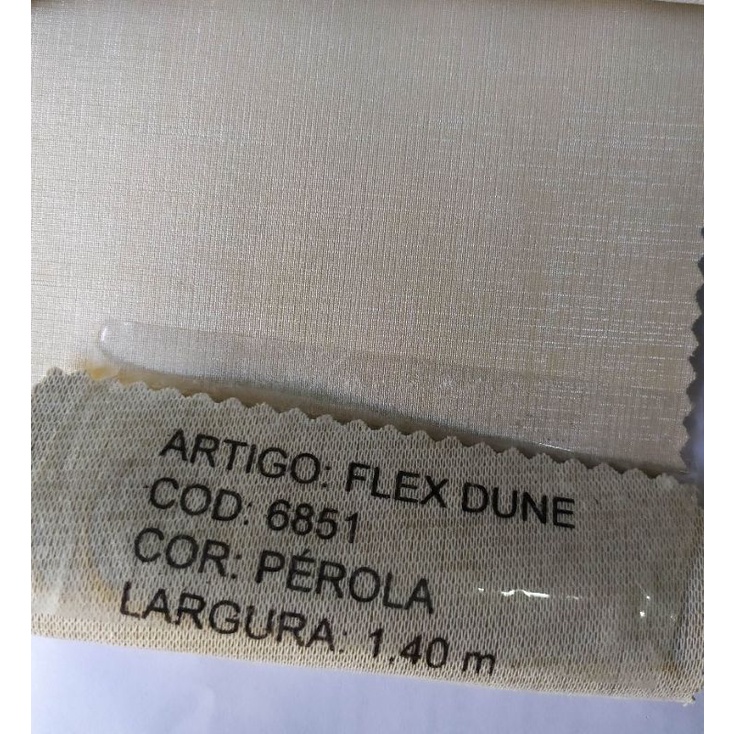 ARTIGO: FLEX DUNE
COD: 6851
COR: PÉROLA
LARGURA: 1.40 m